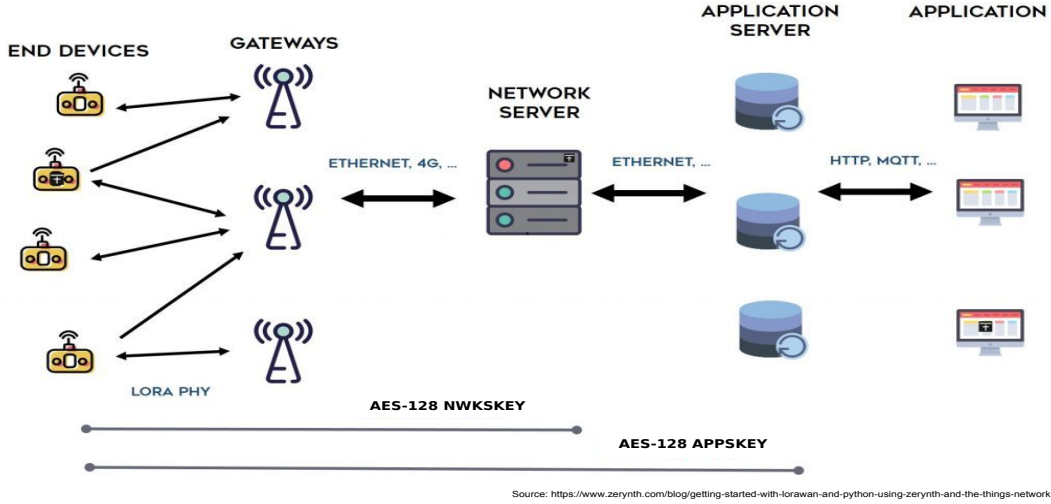 END DEVICES
GATEWAYS
NETWORK
SERVER
APPLICATION
SERVER
APPLICATION
ETHERNET, 4G, ...
ETHERNET, ...
HTTP, MQTT, ...
LORA PHY
AES-128 NWKSKEY
AES-128 APPSKEY
Source: https://www.zerynth.com/blog/getting-started-with-lorawan-and-python-using-zerynth-and-the-things-network